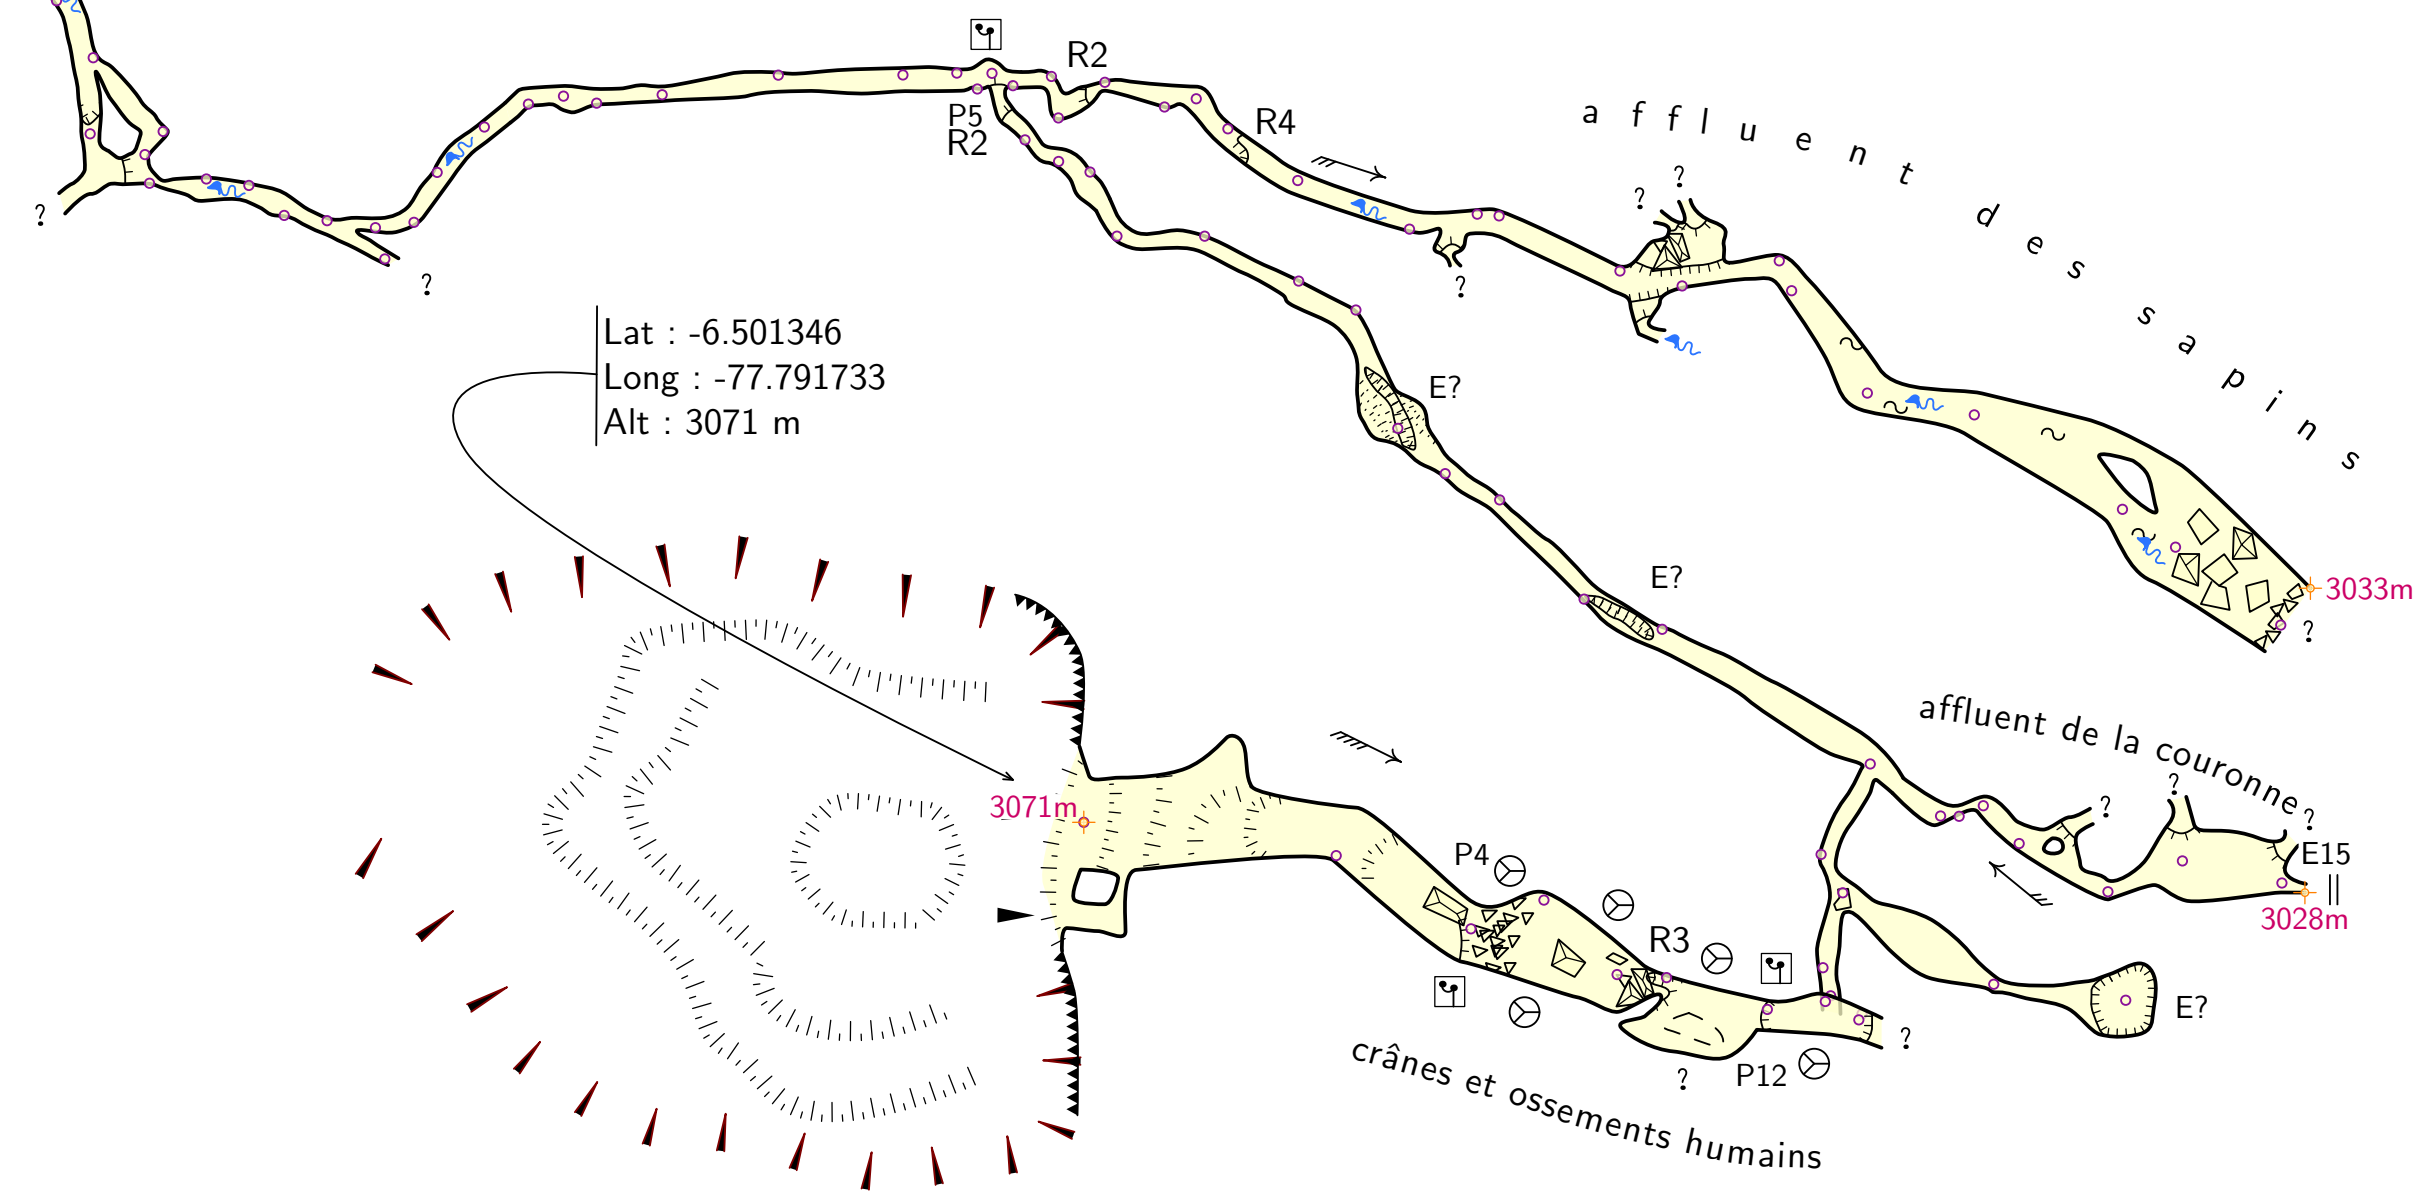 R2
P5
R2
R4
affluent des sapins
?
?
?
?
?
Lat : -6.501346
Long : -77.791733
Alt : 3071 m
E?
E?
3033m
?
affluent de la couronne
?
?
?
E15
3028m
3071m
P4
R3
E?
?
P12
?
crânes et ossements humains